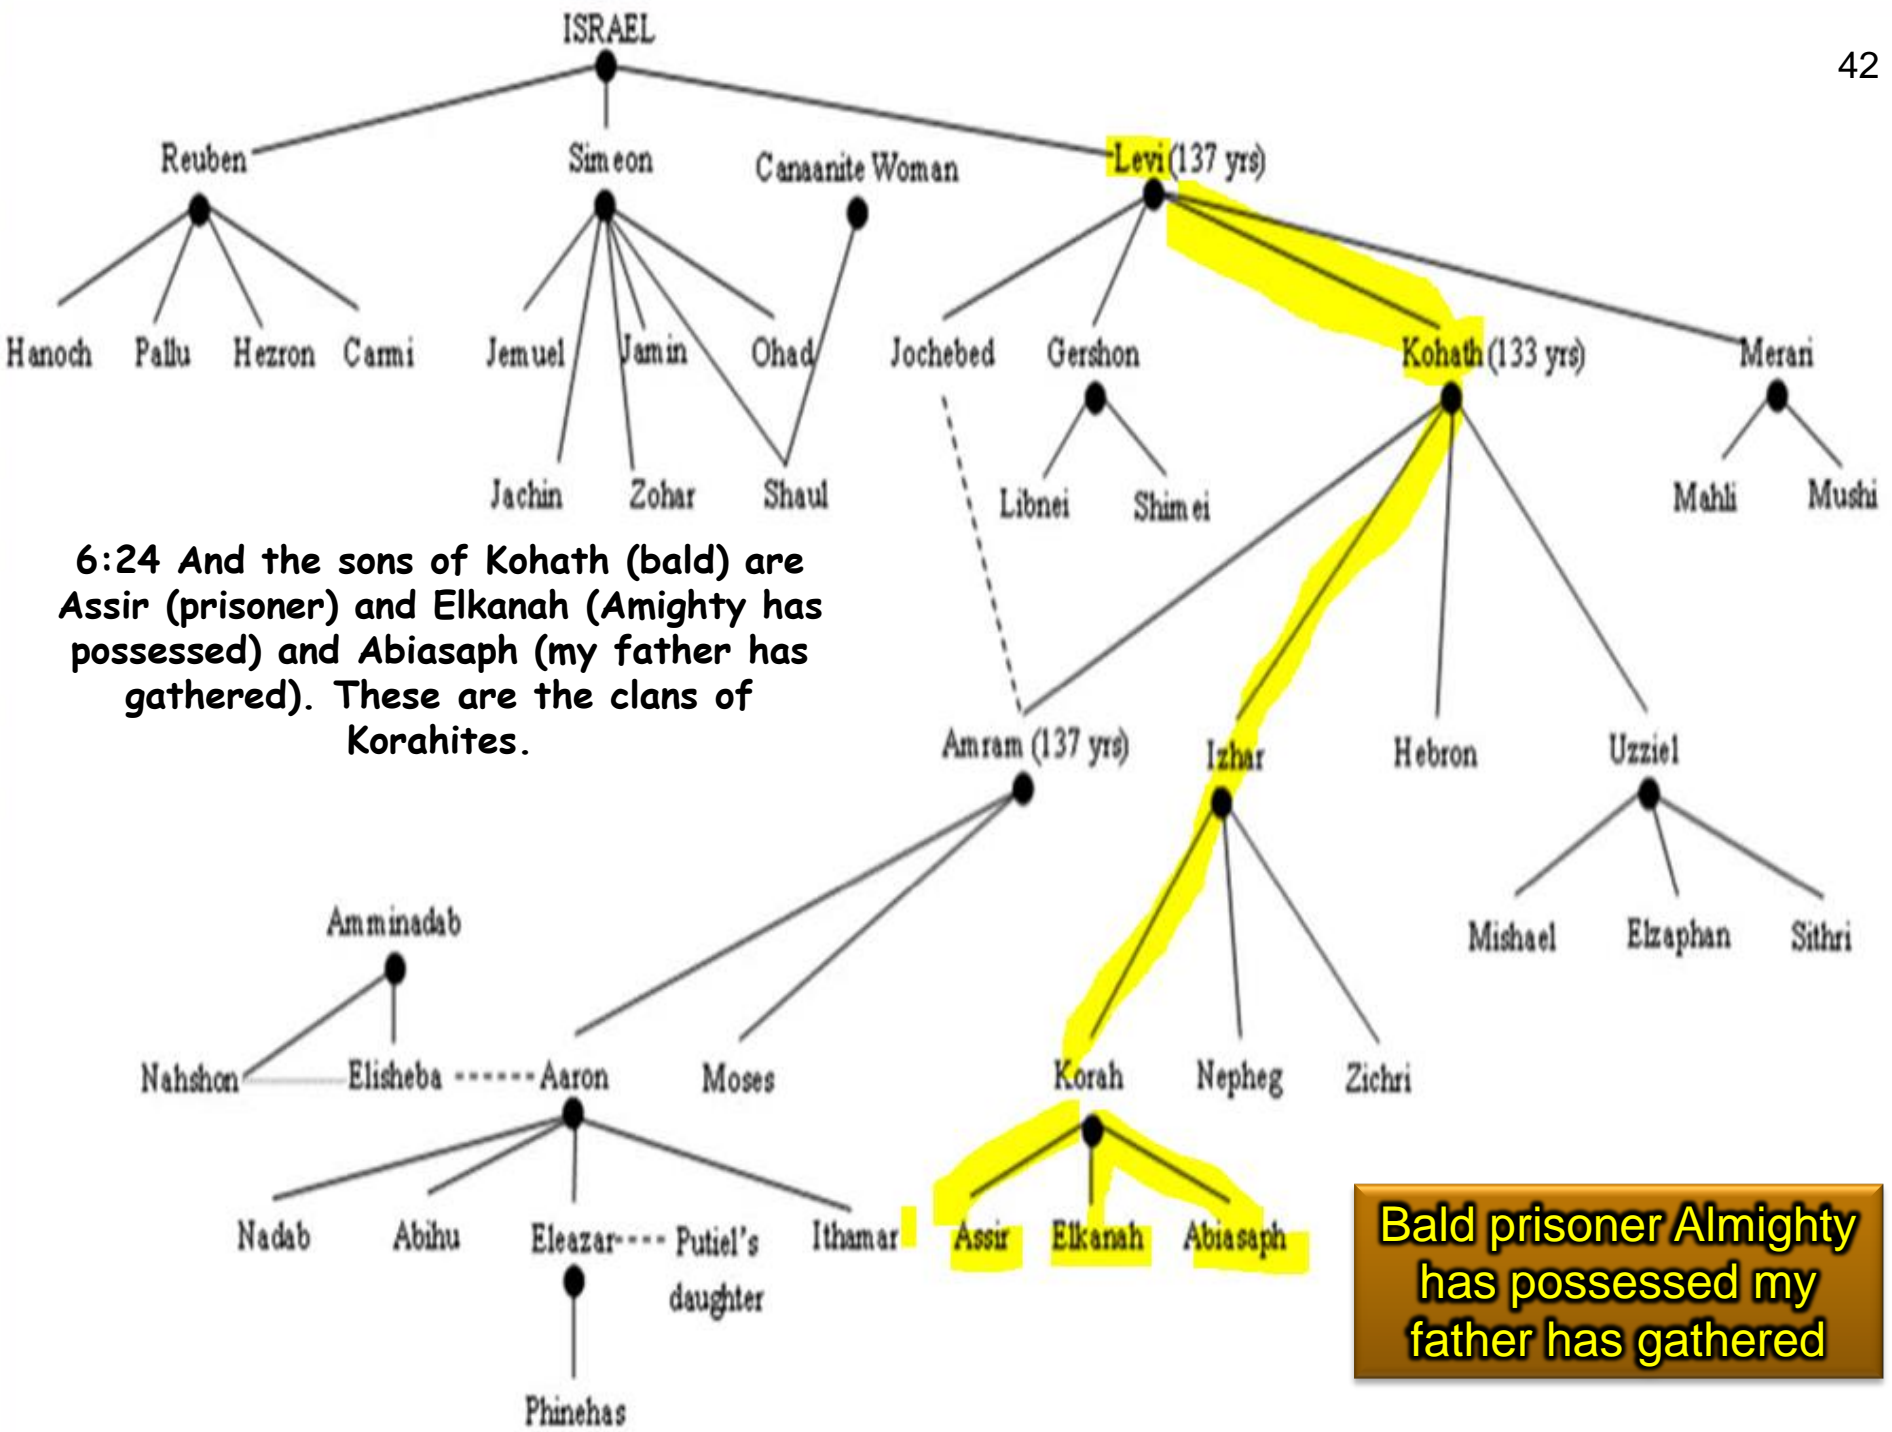 ISRAEL
42
Reuben
Simeon
Canaanite Woman
Levi (137 yrs)
Hanoch
Pallu
Hezron
Carmi
Jemuel
Jamin
Ohad
Jochebed
Gershon
Kohath (133 yrs)
Merari
Jachin
Zohar
Shaul
Libnei
Shimei
Mahli
Mushi
6:24 And the sons of Kohath (bald) are
Assir (prisoner) and Elkanah (Amighty has
possessed) and Abiasaph (my father has
gathered). These are the clans of
Korahites.
Amram (137 yrs)
Izhar
Hebron
Uzziel
Amminadab
Mishael
Elzaphan
Sithri
Nahshon
Elisheba
Aaron
Moses
Korah
Nepheg
Zichri
Nadab
Abihu
Eleazar
Putiel's
daughter
Ithamar
Assir
Elkanah
Abiasaph
Phinehas
Bald prisoner Almighty
has possessed my
father has gathered